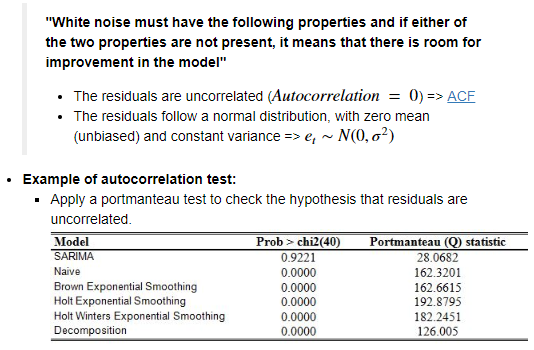 "White noise must have the following properties and if either of
the two properties are not present, it means that there is room for
improvement in the model"
• The residuals are uncorrelated (Autocorrelation = 0) => ACF
• The residuals follow a normal distribution, with zero mean
(unbiased) and constant variance => eₜ ~ N(0, σ²)
• Example of autocorrelation test:
▪ Apply a portmanteau test to check the hypothesis that residuals are
uncorrelated.
Model Prob > chi2(40) Portmanteau (Q) statistic
SARIMA 0.9221 28.0682
Naive 0.0000 162.3201
Brown Exponential Smoothing 0.0000 162.6615
Holt Exponential Smoothing 0.0000 192.8795
Holt Winters Exponential Smoothing 0.0000 182.2451
Decomposition 0.0000 126.005